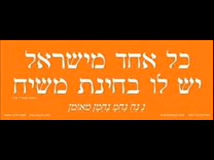 כל אחד מישראל
יש לו בחינת משיח
נ נח נחמ נחמן מאומן